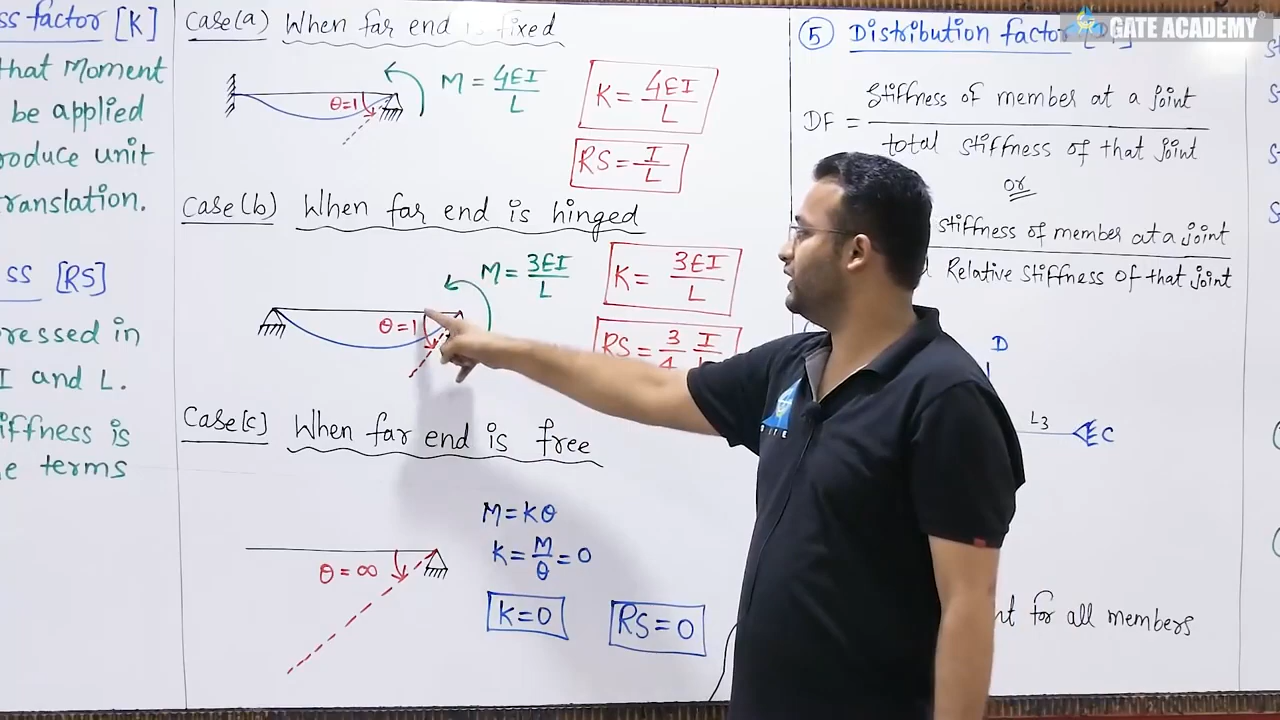 ss factor [K]
hat Moment
be applied
roduce unit
ranslation.
ss [RS]
ressed in
I and L.
iffness is
e terms
Case(a) When far end is fixed
θ=1
M = 4EI/L
K = 4EI/L
RS = I/L
Case(b) When far end is hinged
θ=1
M = 3EI/L
K = 3EI/L
RS = 3/4 I/
Case[c] When far end is free
θ = ∞
M = Kθ
K = M/θ = 0
K=0
RS=0
GATE ACADEMY
⑤ Distribution factor
DF = Stiffness of member at a joint
total stiffness of that joint
or
stiffness of member at a joint
Relative stiffness of that joint
D
L3
C
nt for all members